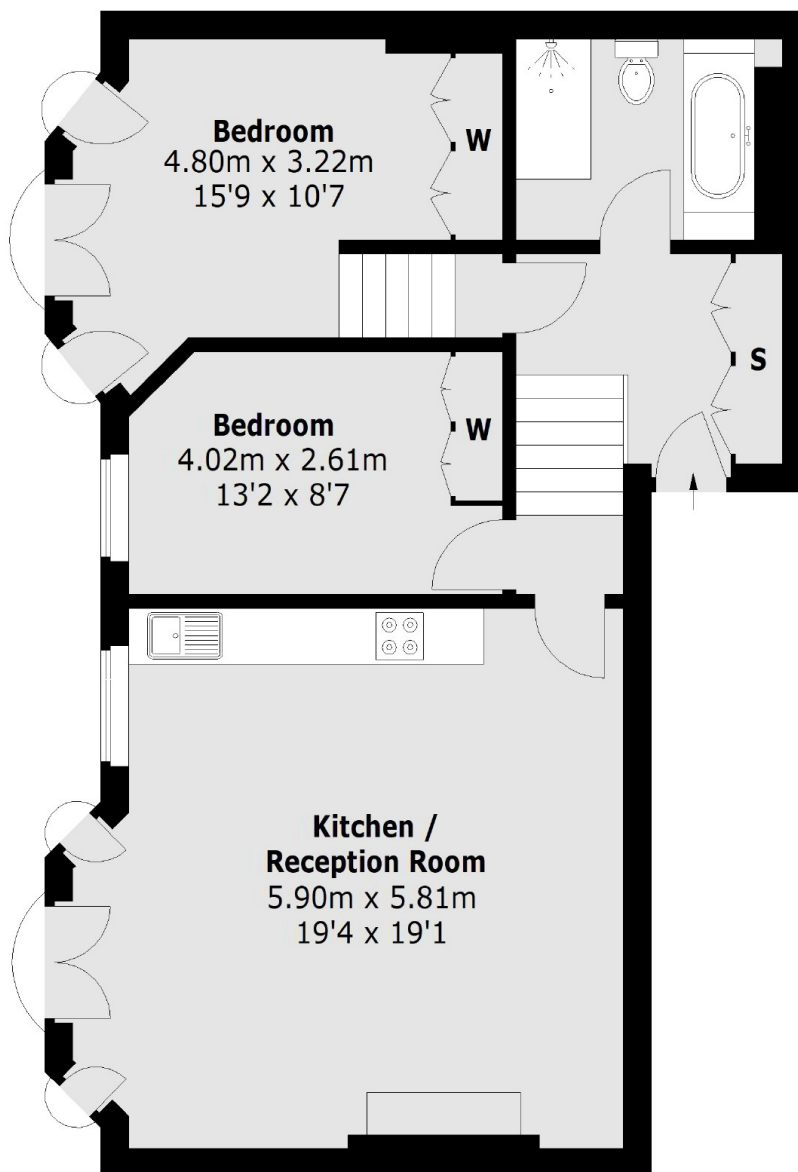 Bedroom
4.80m x 3.22m
15'9 x 10'7
W
Bedroom
4.02m x 2.61m
13'2 x 8'7
W
S
Kitchen /
Reception Room
5.90m x 5.81m
19'4 x 19'1